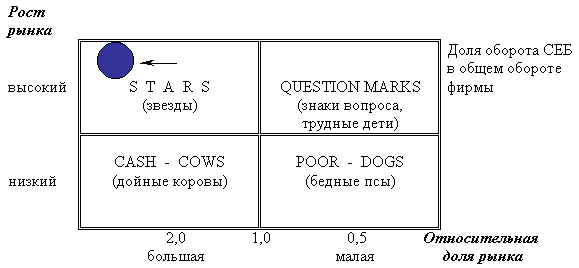 Рост
рынка
Доля оборота СЕБ
в общем обороте
фирмы
высокий
S T A R S
(звезды)
QUESTION MARKS
(знаки вопроса,
трудные дети)
низкий
CASH - COWS
(дойные коровы)
POOR - DOGS
(бедные псы)
2,0 1,0 0,5
большая малая
Относительная
доля рынка